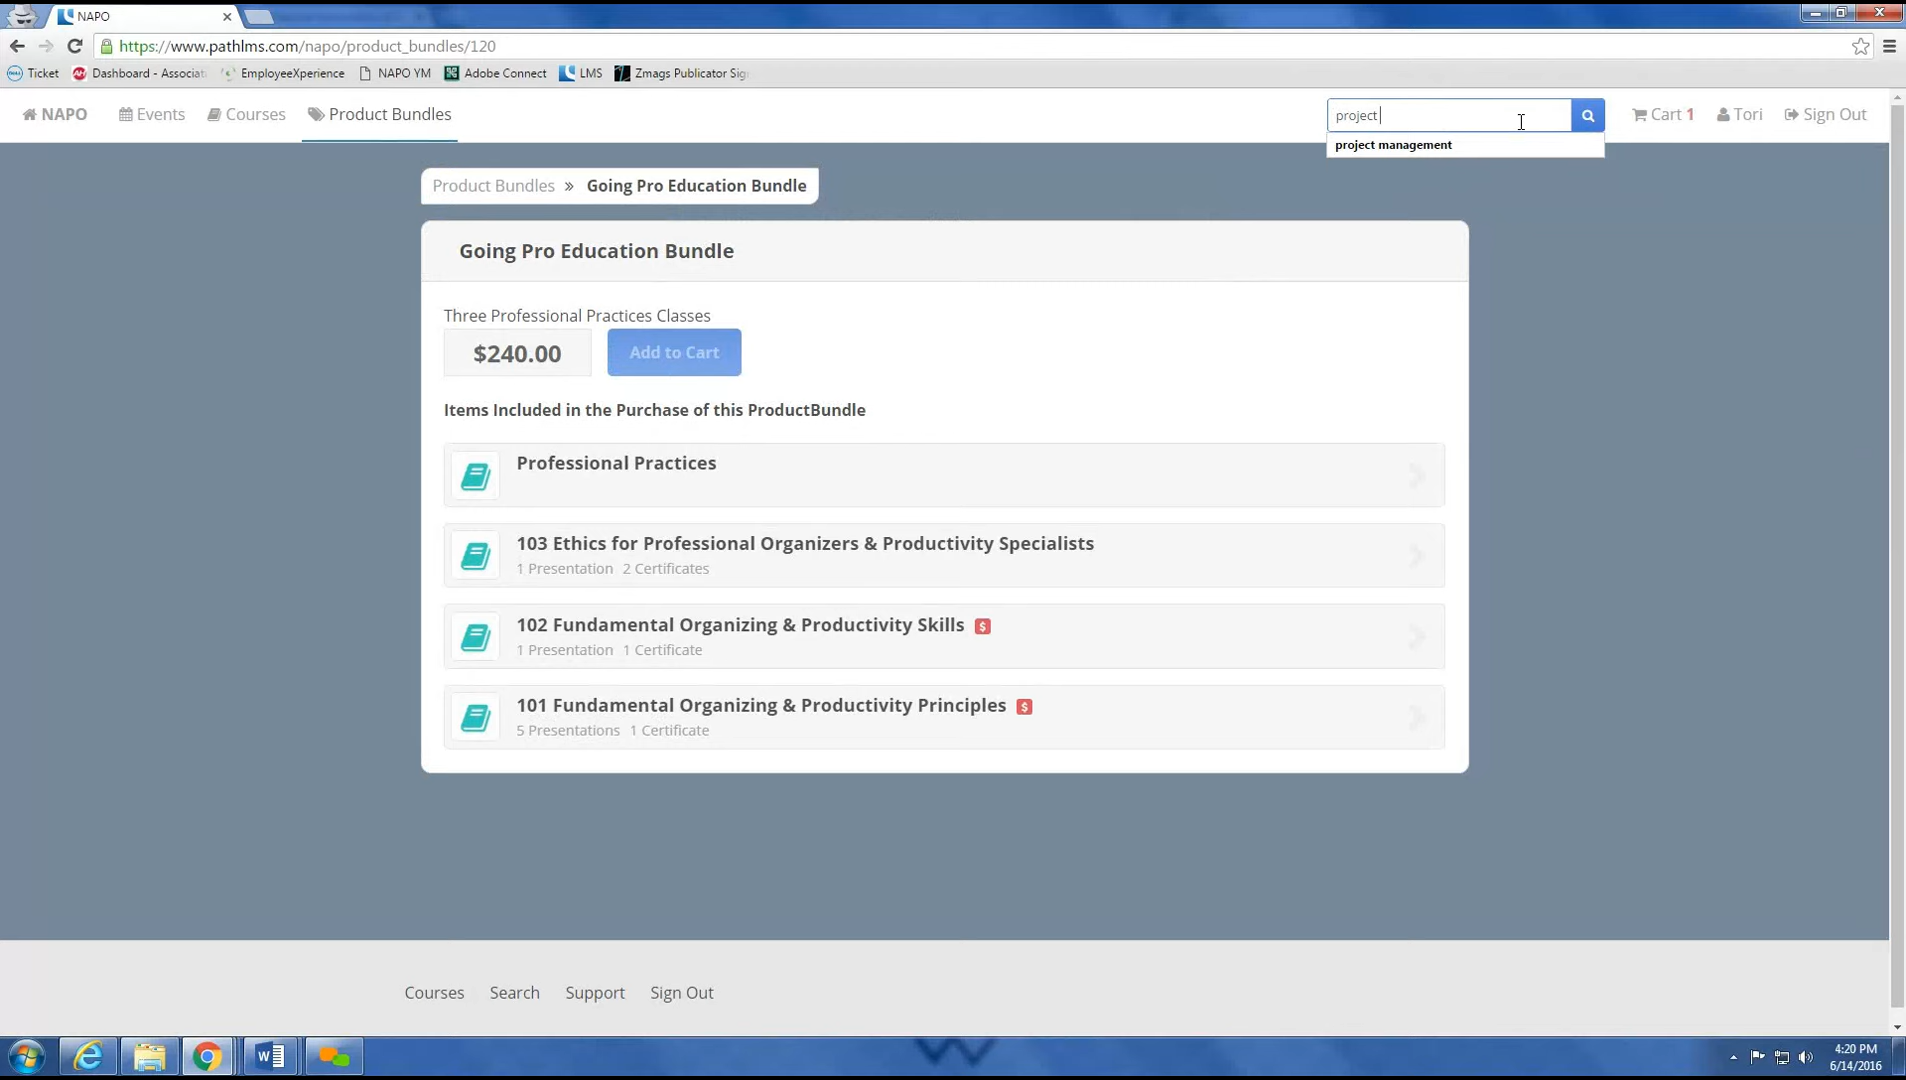 NAPO
https://www.pathlms.com/napo/product_bundles/120
Ticket Dashboard - Associati EmployeeXperience NAPO YM Adobe Connect LMS Zmags Publicator Sig
NAPO Events Courses Product Bundles project Cart 1 Tori Sign Out
project management
Product Bundles » Going Pro Education Bundle
Going Pro Education Bundle
Three Professional Practices Classes
$240.00 Add to Cart
Items Included in the Purchase of this ProductBundle
Professional Practices
103 Ethics for Professional Organizers & Productivity Specialists
1 Presentation 2 Certificates
102 Fundamental Organizing & Productivity Skills $
1 Presentation 1 Certificate
101 Fundamental Organizing & Productivity Principles $
5 Presentations 1 Certificate
Courses Search Support Sign Out
4:20 PM
6/14/2016